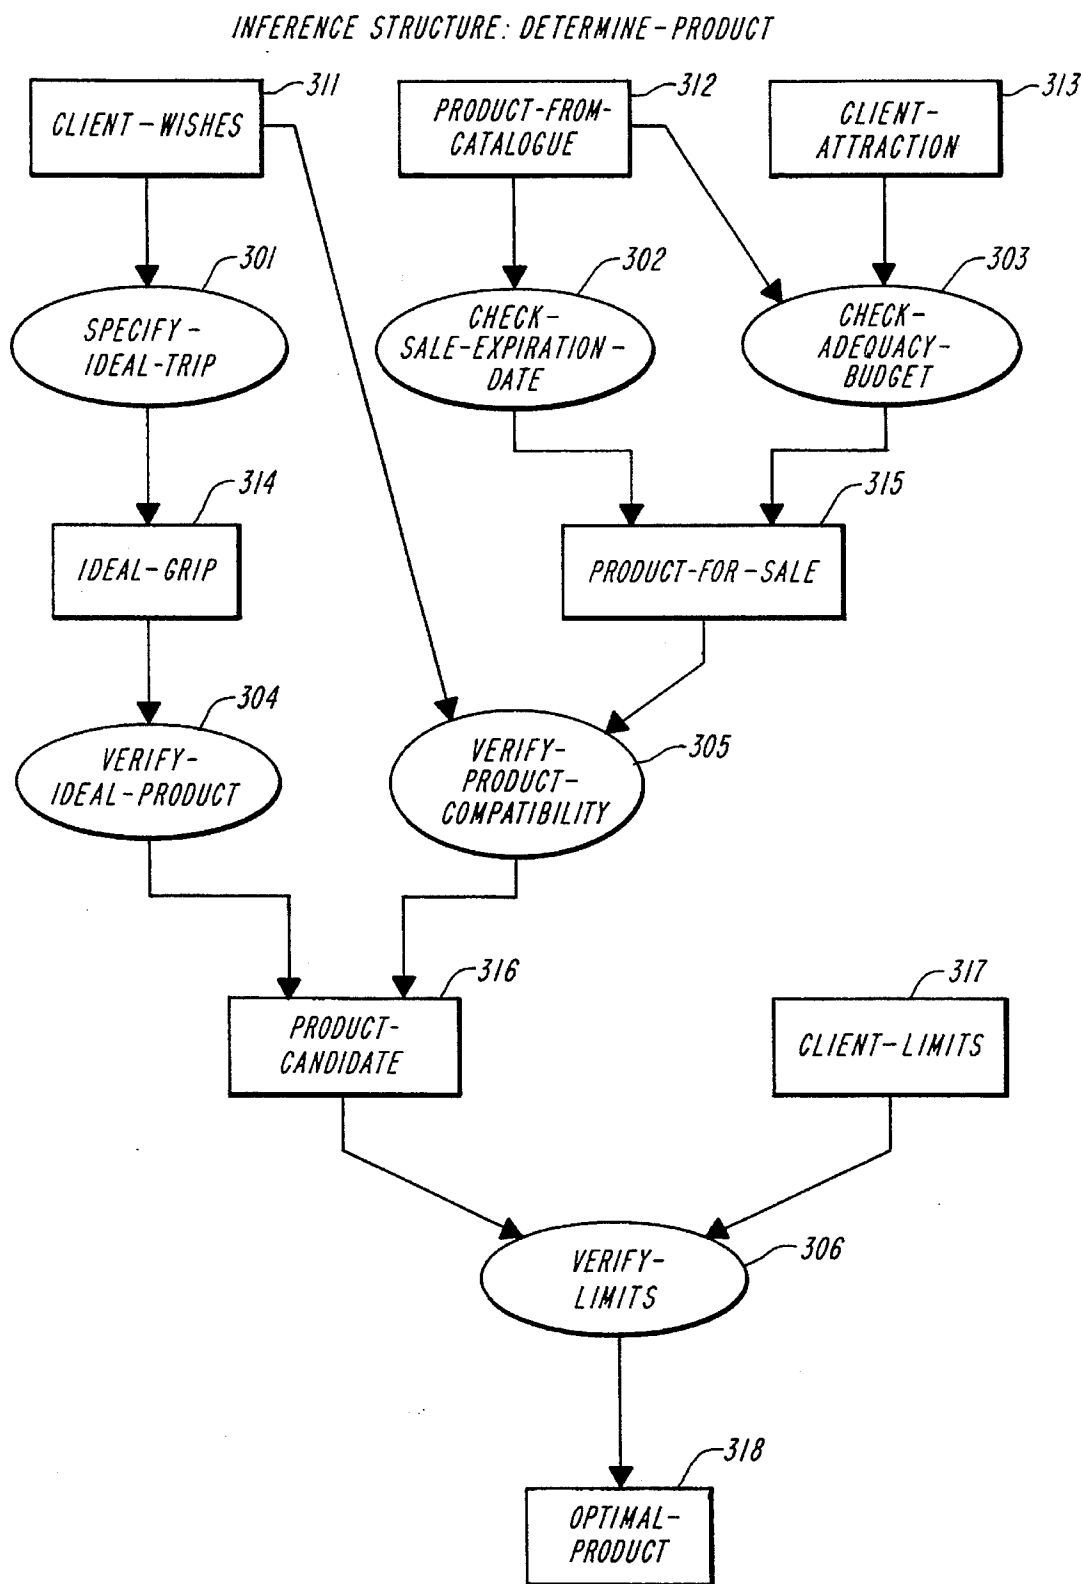 INFERENCE STRUCTURE: DETERMINE-PRODUCT
311
CLIENT-WISHES
312
PRODUCT-FROM-
CATALOGUE
313
CLIENT-
ATTRACTION
301
SPECIFY-
IDEAL-TRIP
302
CHECK-
SALE-EXPIRATION-
DATE
303
CHECK-
ADEQUACY-
BUDGET
314
IDEAL-GRIP
315
PRODUCT-FOR-SALE
304
VERIFY-
IDEAL-PRODUCT
305
VERIFY-
PRODUCT-
COMPATIBILITY
316
PRODUCT-
CANDIDATE
317
CLIENT-LIMITS
306
VERIFY-
LIMITS
318
OPTIMAL-
PRODUCT